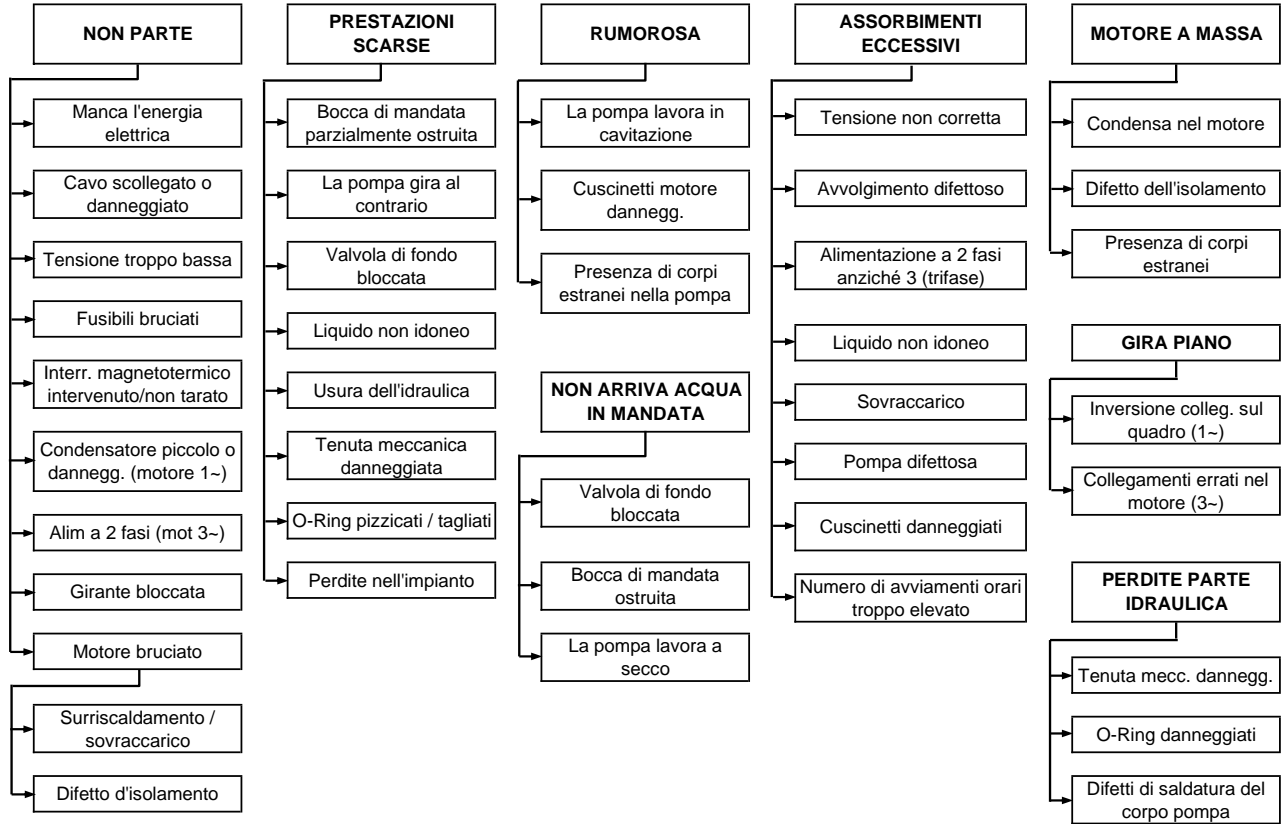 NON PARTE
Manca l'energia
elettrica
Cavo scollegato o
danneggiato
Tensione troppo bassa
Fusibili bruciati
Interr. magnetotermico
intervenuto/non tarato
Condensatore piccolo o
dannegg. (motore 1~)
Alim a 2 fasi (mot 3~)
Girante bloccata
Motore bruciato
Surriscaldamento /
sovraccarico
Difetto d'isolamento
PRESTAZIONI
SCARSE
Bocca di mandata
parzialmente ostruita
La pompa gira al
contrario
Valvola di fondo
bloccata
Liquido non idoneo
Usura dell'idraulica
Tenuta meccanica
danneggiata
O-Ring pizzicati / tagliati
Perdite nell'impianto
RUMOROSA
La pompa lavora in
cavitazione
Cuscinetti motore
dannegg.
Presenza di corpi
estranei nella pompa
NON ARRIVA ACQUA
IN MANDATA
Valvola di fondo
bloccata
Bocca di mandata
ostruita
La pompa lavora a
secco
ASSORBIMENTI
ECCESSIVI
Tensione non corretta
Avvolgimento difettoso
Alimentazione a 2 fasi
anziché 3 (trifase)
Liquido non idoneo
Sovraccarico
Pompa difettosa
Cuscinetti danneggiati
Numero di avviamenti orari
troppo elevato
MOTORE A MASSA
Condensa nel motore
Difetto dell'isolamento
Presenza di corpi
estranei
GIRA PIANO
Inversione colleg. sul
quadro (1~)
Collegamenti errati nel
motore (3~)
PERDITE PARTE
IDRAULICA
Tenuta mecc. dannegg.
O-Ring danneggiati
Difetti di saldatura del
corpo pompa